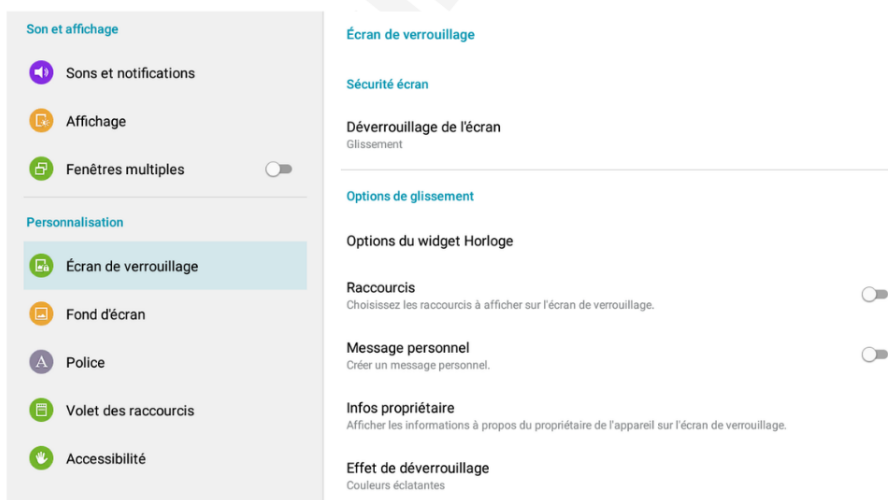 Son et affichage
Sons et notifications
Affichage
Fenêtres multiples
Personnalisation
Écran de verrouillage
Fond d'écran
A Police
Volet des raccourcis
Accessibilité
Écran de verrouillage
Sécurité écran
Déverrouillage de l'écran
Glissement
Options de glissement
Options du widget Horloge
Raccourcis
Choisissez les raccourcis à afficher sur l'écran de verrouillage.
Message personnel
Créer un message personnel.
Infos propriétaire
Afficher les informations à propos du propriétaire de l'appareil sur l'écran de verrouillage.
Effet de déverrouillage
Couleurs éclatantes